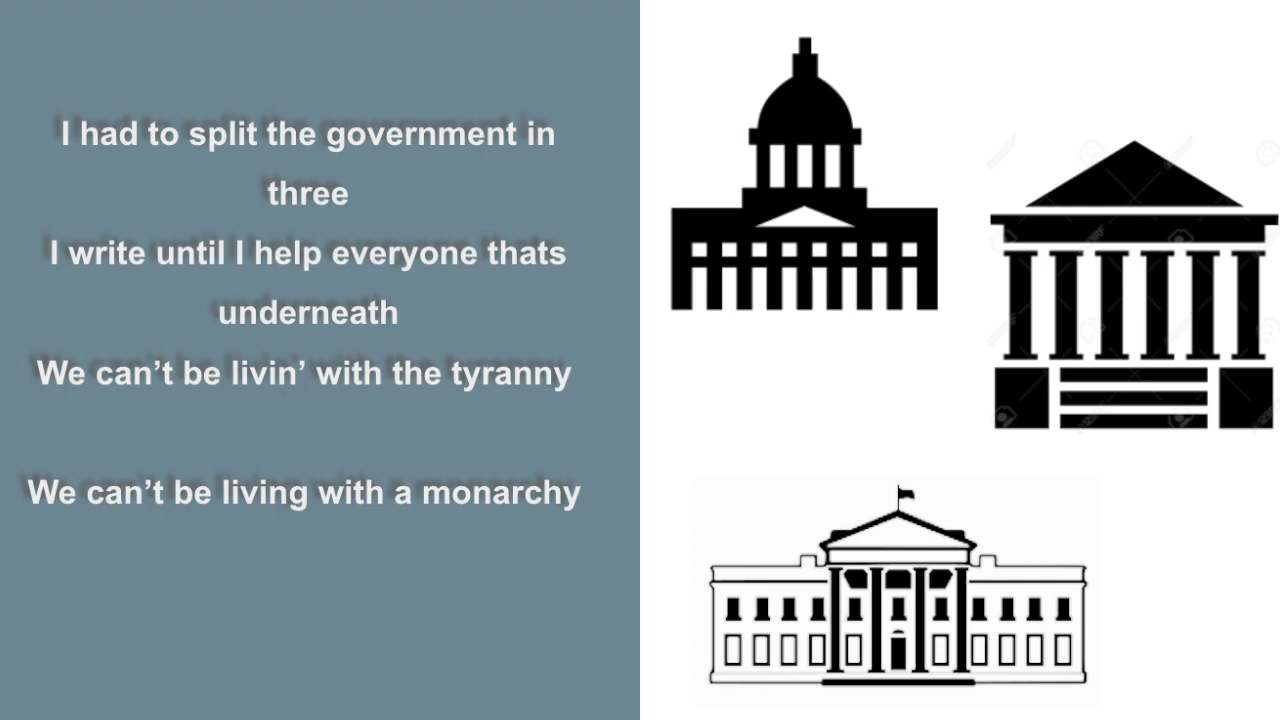 I had to split the government in
three
I write until I help everyone thats
underneath
We can’t be livin’ with the tyranny
We can’t be living with a monarchy